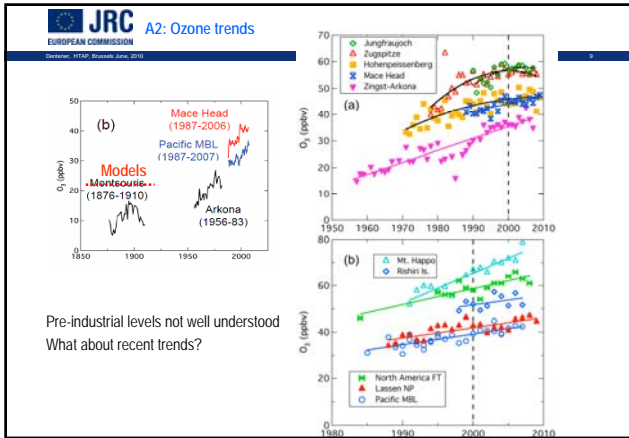 JRC
EUROPEAN COMMISSION
A2: Ozone trends
Dentener, HTAP, Brussels June, 2010
9
(b)
Mace Head
(1987-2006)
Pacific MBL
(1987-2007)
Models
Montsouris
(1876-1910)
Arkona
(1956-83)
O3 (ppbv)
50
40
30
20
10
0
1850
1900
1950
2000
Pre-industrial levels not well understood
What about recent trends?
Jungfraujoch
Zugspitze
Hohenpeissenberg
Mace Head
Zingst-Arkona
(a)
O3 (ppbv)
70
60
50
40
30
20
10
0
1950
1960
1970
1980
1990
2000
2010
(b)
Mt. Happo
Rishiri Is.
North America FT
Lassen NP
Pacific MBL
O3 (ppbv)
80
60
40
20
0
1980
1990
2000
2010